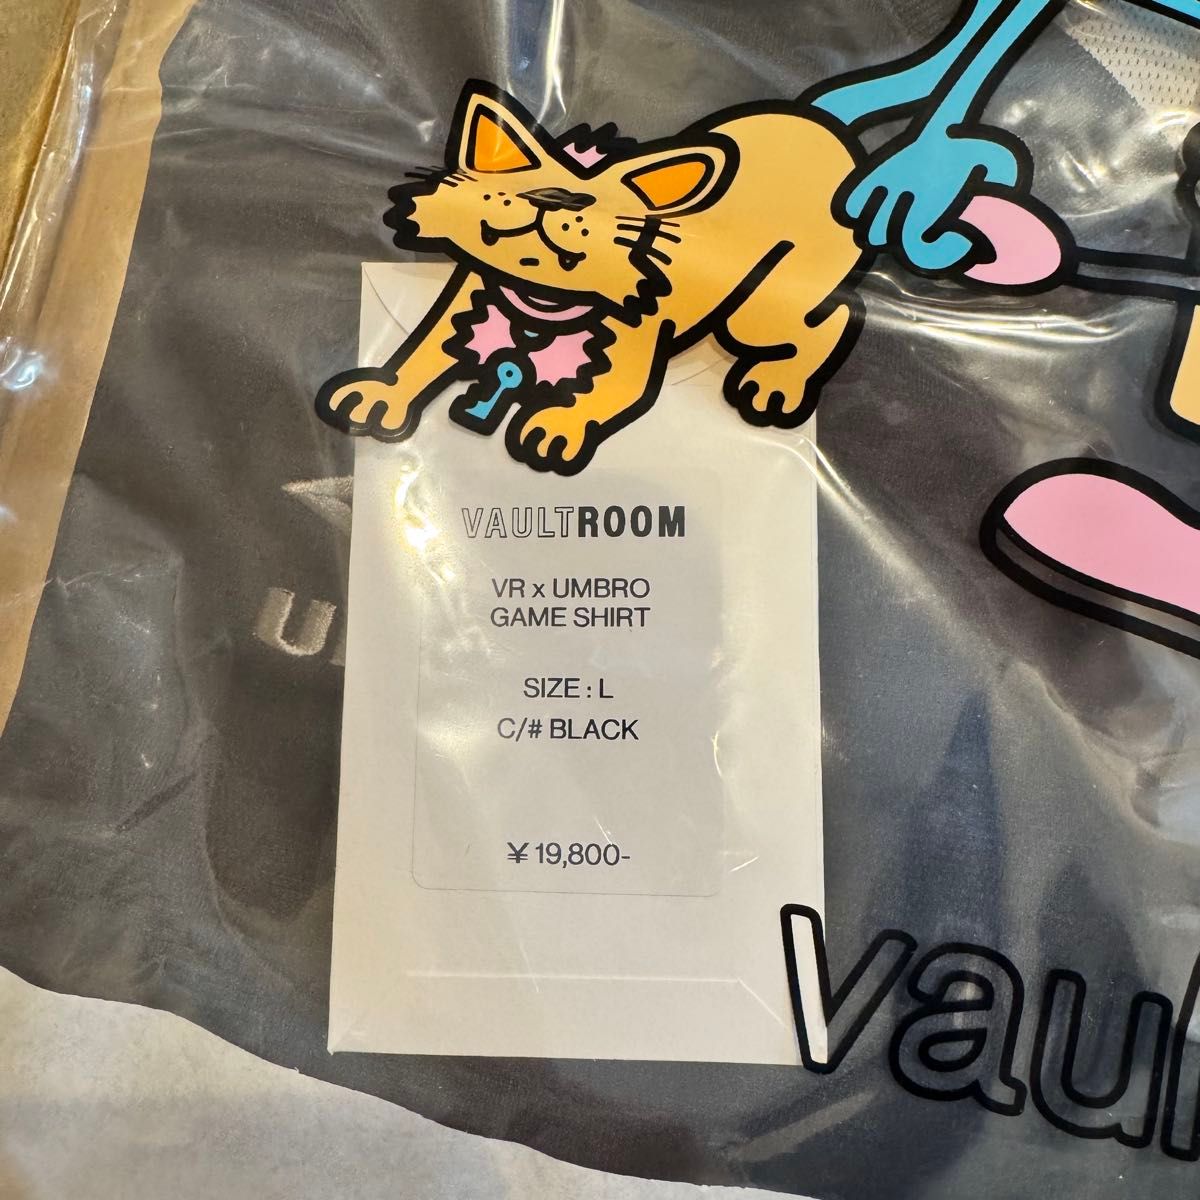 VAULTROOM
VR x UMBRO
GAME SHIRT
SIZE : L
C/# BLACK
¥ 19,800-